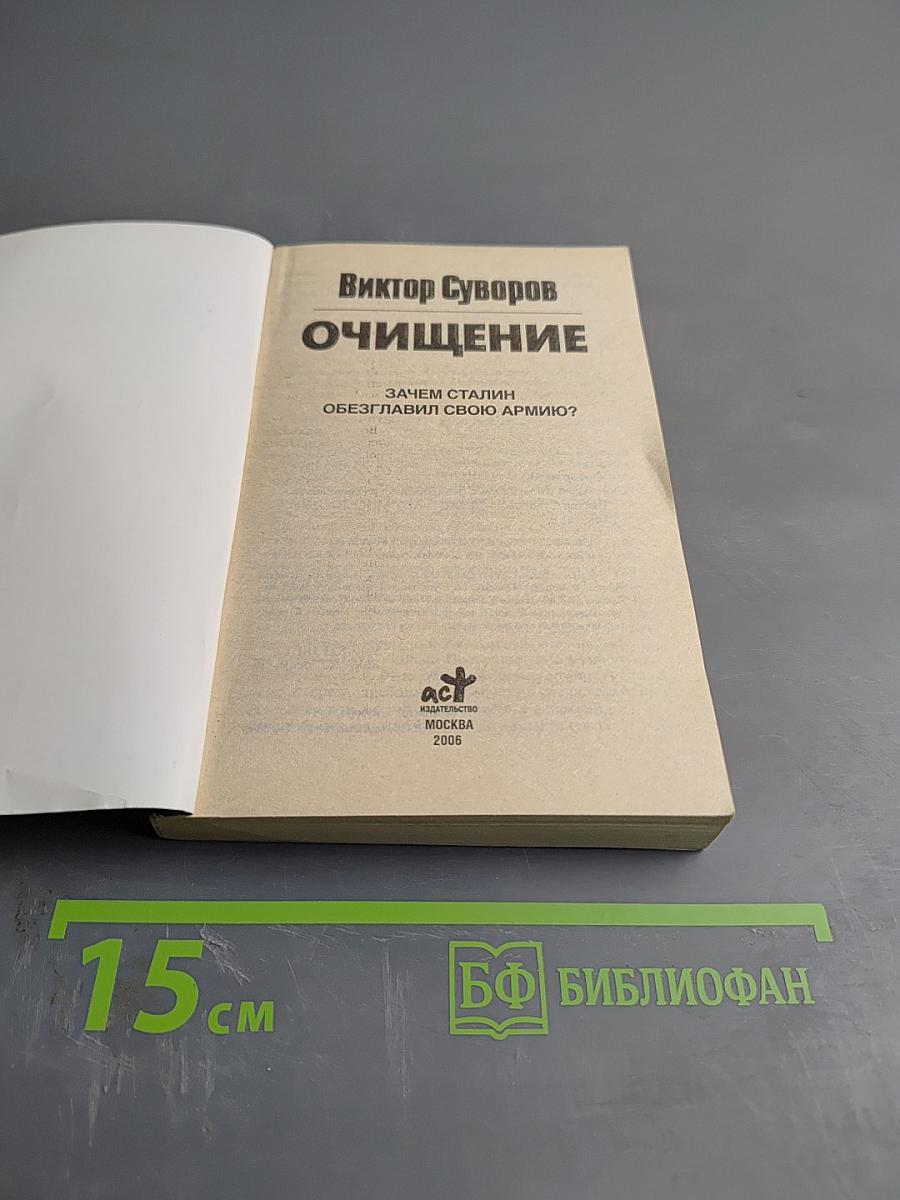 Виктор Суворов
ОЧИЩЕНИЕ
ЗАЧЕМ СТАЛИН
ОБЕЗГЛАВИЛ СВОЮ АРМИЮ?
аст
ИЗДАТЕЛЬСТВО
МОСКВА
2006
15 см
БФ БИБЛИОФАН